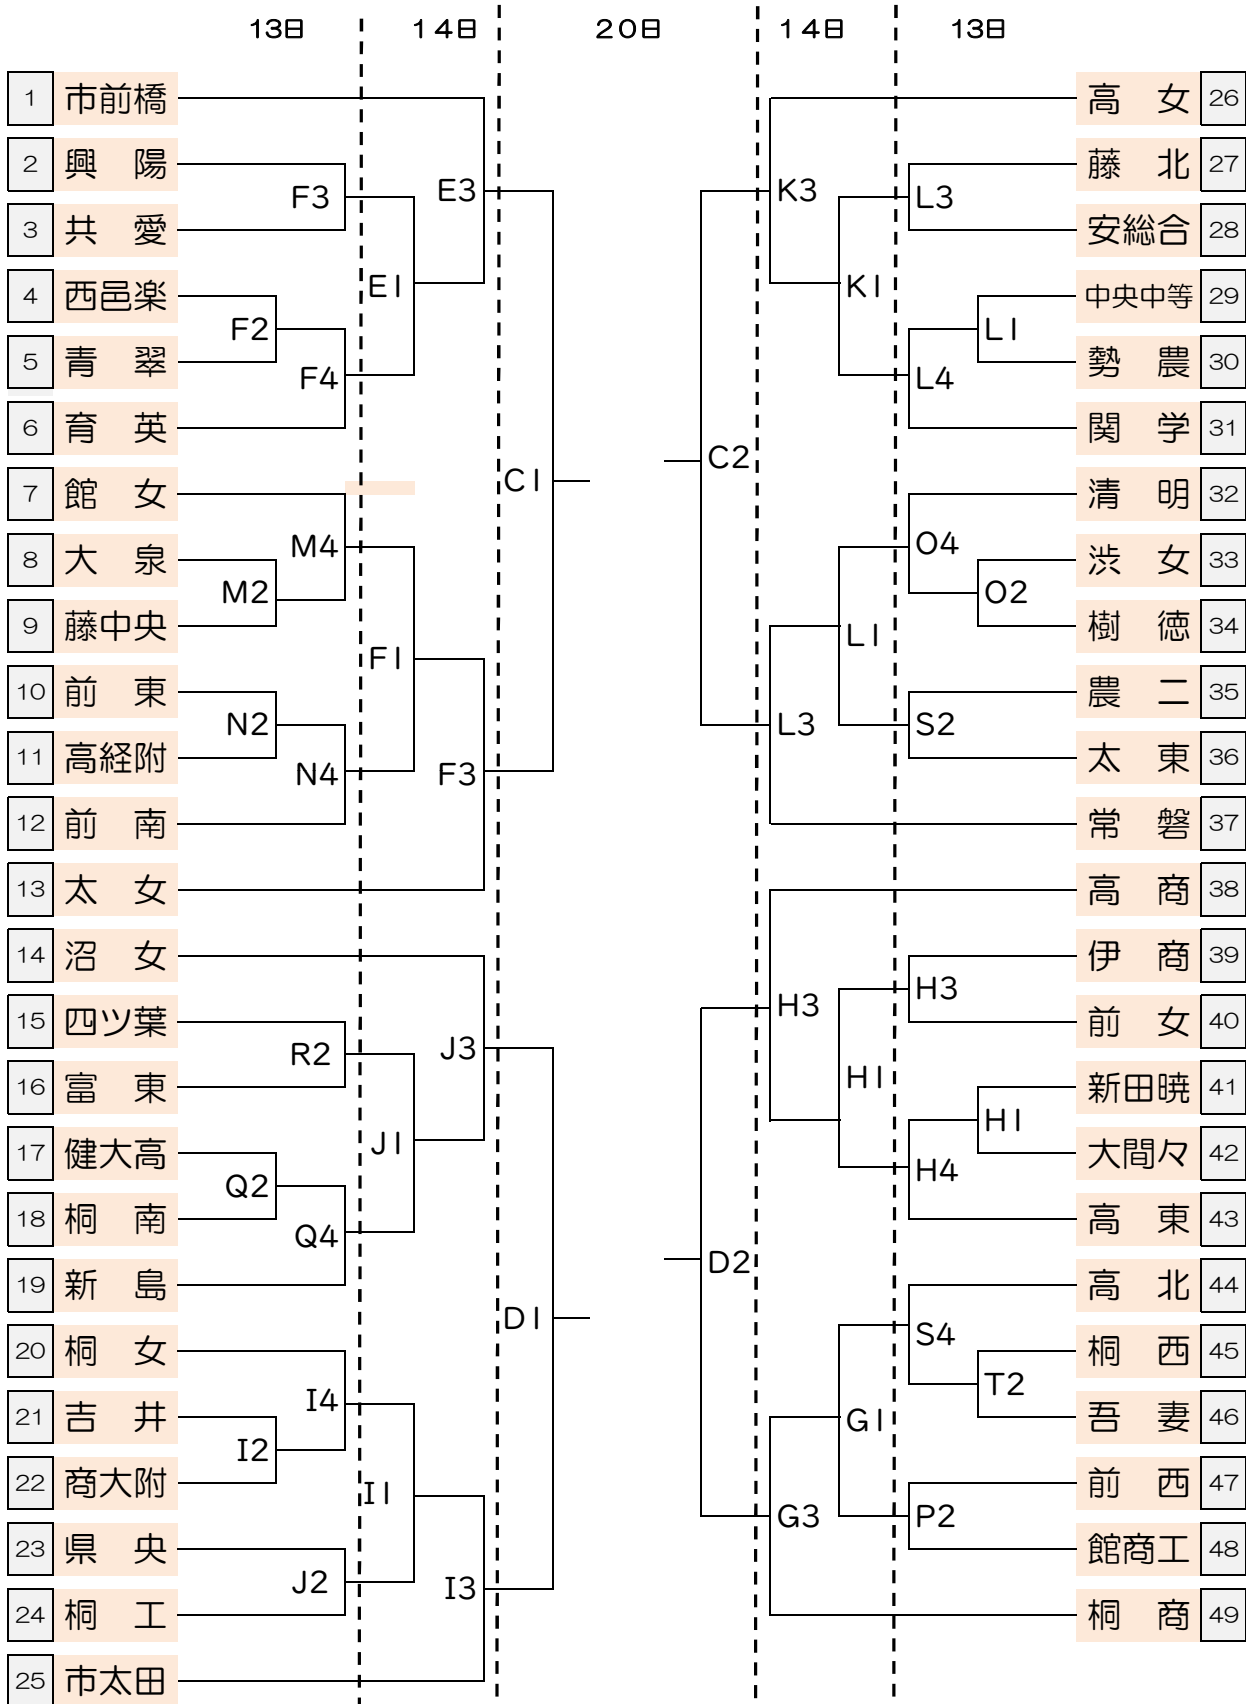 13日 14日 20日 14日 13日
1 市前橋
2 興 陽
3 共 愛
4 西邑楽
5 青 翠
6 育 英
7 館 女
8 大 泉
9 藤中央
10 前 東
11 高経附
12 前 南
13 太 女
14 沼 女
15 四ツ葉
16 富 東
17 健大高
18 桐 南
19 新 島
20 桐 女
21 吉 井
22 商大附
23 県 央
24 桐 工
25 市太田
F3
F2
F4
M4
M2
N2
N4
R2
Q2
Q4
I4
I2
J2
E3
E1
F1
F3
J3
J1
I1
I3
C1
D1
C2
D2
K3
K1
L1
L3
H3
H1
G1
G3
L3
L1
L4
O4
O2
S2
H3
H1
H4
S4
T2
P2
高 女 26
藤 北 27
安総合 28
中央中等 29
勢 農 30
関 学 31
清 明 32
渋 女 33
樹 徳 34
農 二 35
太 東 36
常 磐 37
高 商 38
伊 商 39
前 女 40
新田暁 41
大間々 42
高 東 43
高 北 44
桐 西 45
吾 妻 46
前 西 47
館商工 48
桐 商 49